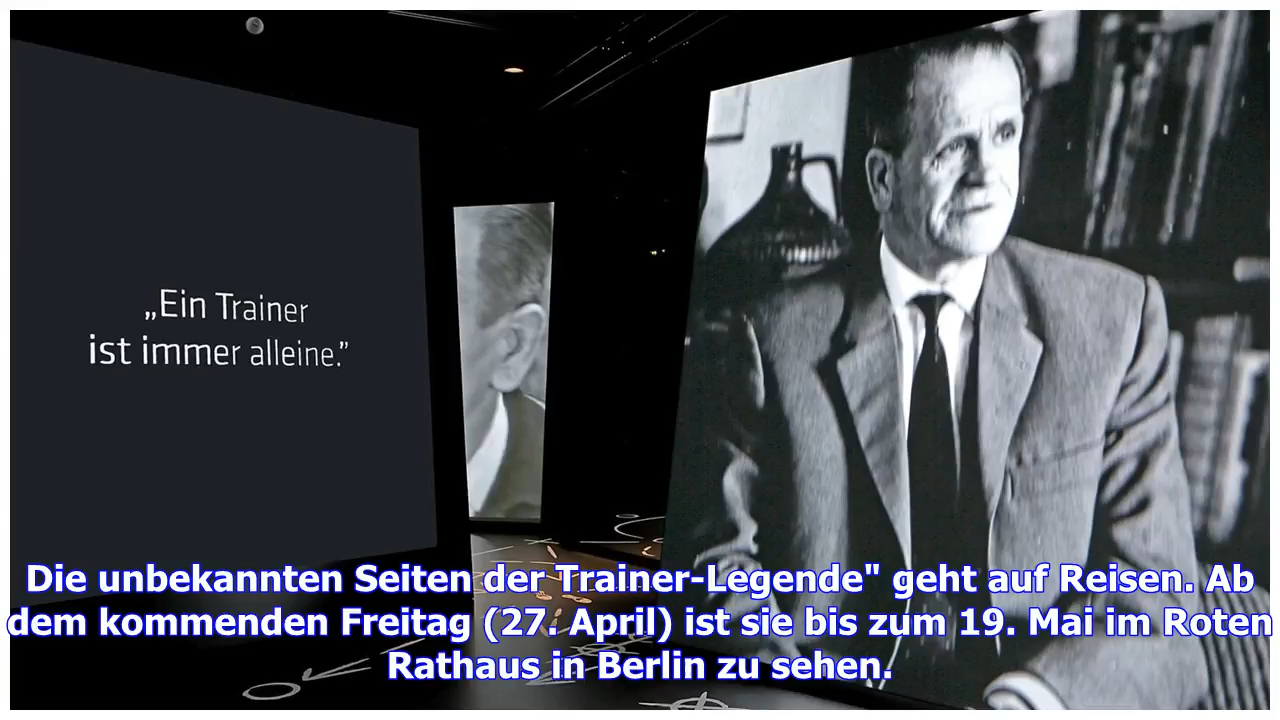 „Ein Trainer
ist immer alleine.”
Die unbekannten Seiten der Trainer-Legende" geht auf Reisen. Ab
dem kommenden Freitag (27. April) ist sie bis zum 19. Mai im Roten
Rathaus in Berlin zu sehen.